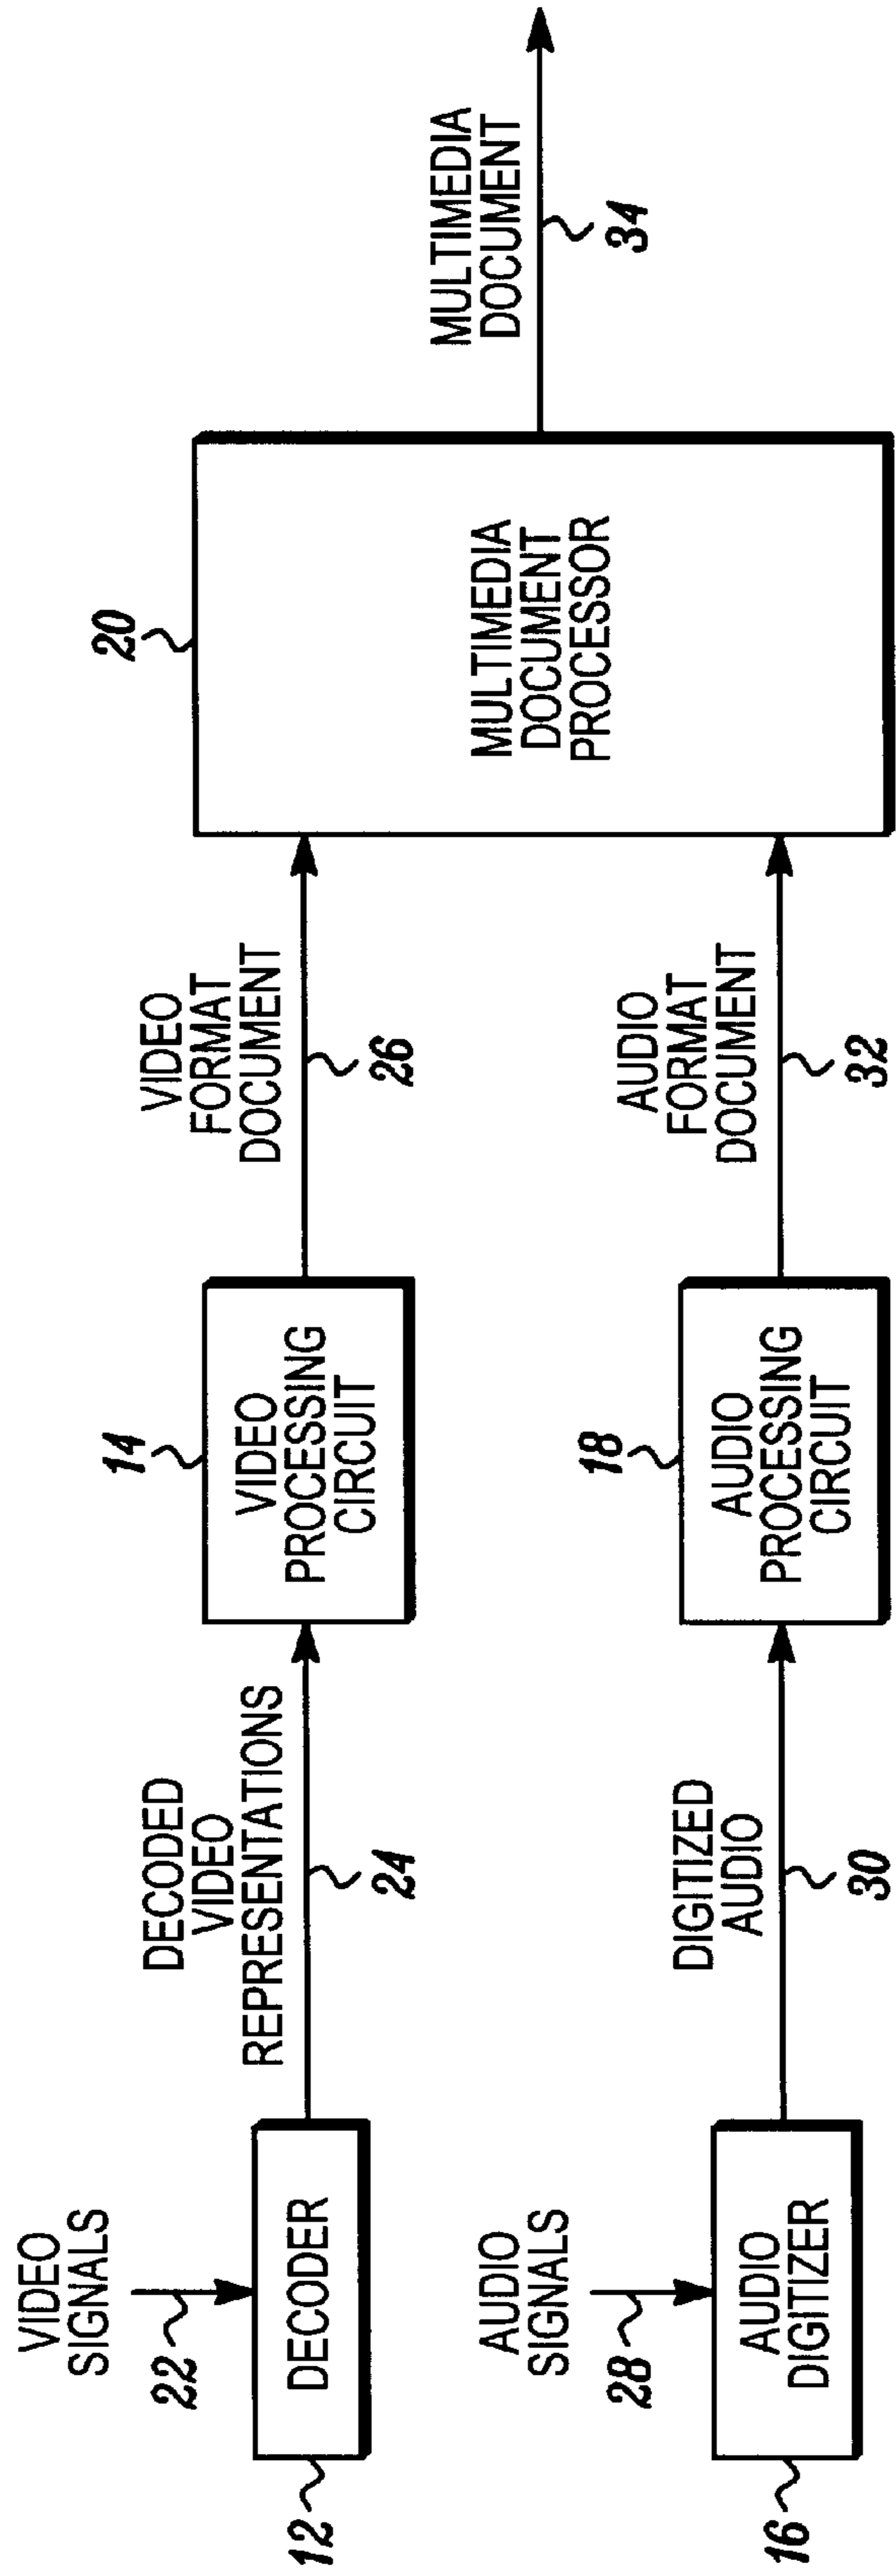 VIDEO
SIGNALS
22
DECODER
12
DECODED
VIDEO
REPRESENTATIONS
24
14
VIDEO
PROCESSING
CIRCUIT
VIDEO
FORMAT
DOCUMENT
26
AUDIO
SIGNALS
28
AUDIO
DIGITIZER
16
DIGITIZED
AUDIO
30
18
AUDIO
PROCESSING
CIRCUIT
AUDIO
FORMAT
DOCUMENT
32
20
MULTIMEDIA
DOCUMENT
PROCESSOR
MULTIMEDIA
DOCUMENT
34